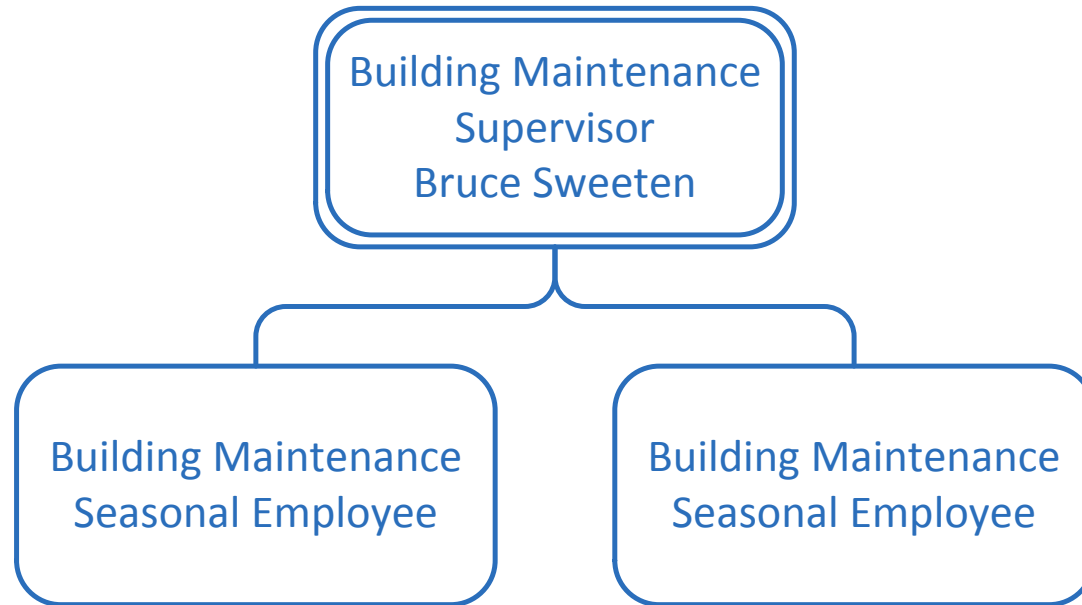 Building Maintenance
Supervisor
Bruce Sweeten
Building Maintenance
Seasonal Employee
Building Maintenance
Seasonal Employee